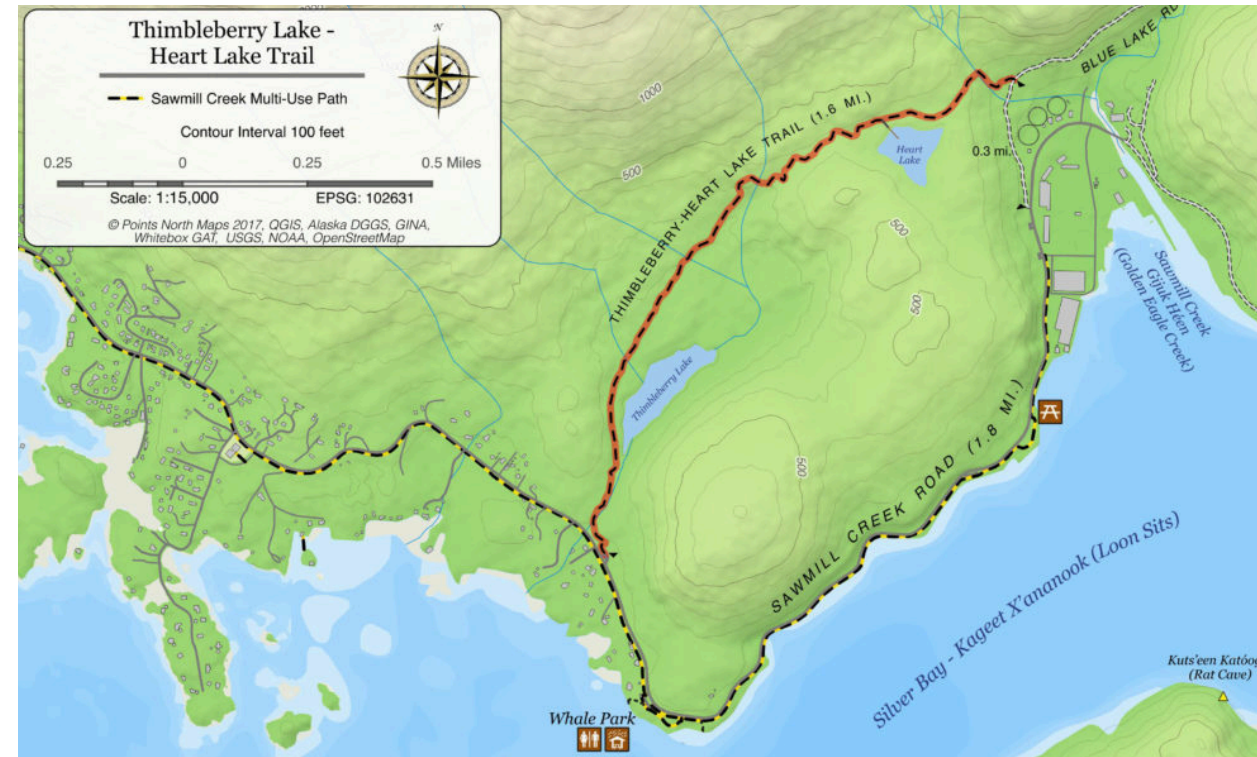 Thimbleberry Lake -
Heart Lake Trail
N
Sawmill Creek Multi-Use Path
Contour Interval 100 feet
0.25 0 0.25 0.5 Miles
Scale: 1:15,000 EPSG: 102631
© Points North Maps 2017, QGIS, Alaska DGGS, GINA,
Whitebox GAT, USGS, NOAA, OpenStreetMap
1000
500
THIMBLEBERRY-HEART LAKE TRAIL (1.6 MI.)
BLUE LAKE
Heart
Lake
0.3 mi.
500
500
500
Thimbleberry Lake
Sawmill Creek
Gijuk Héen
(Golden Eagle Creek)
SAWMILL CREEK ROAD (1.8 MI.)
Silver Bay - Kageet X'ananook (Loon Sits)
(Rat Cave)
Whale Park